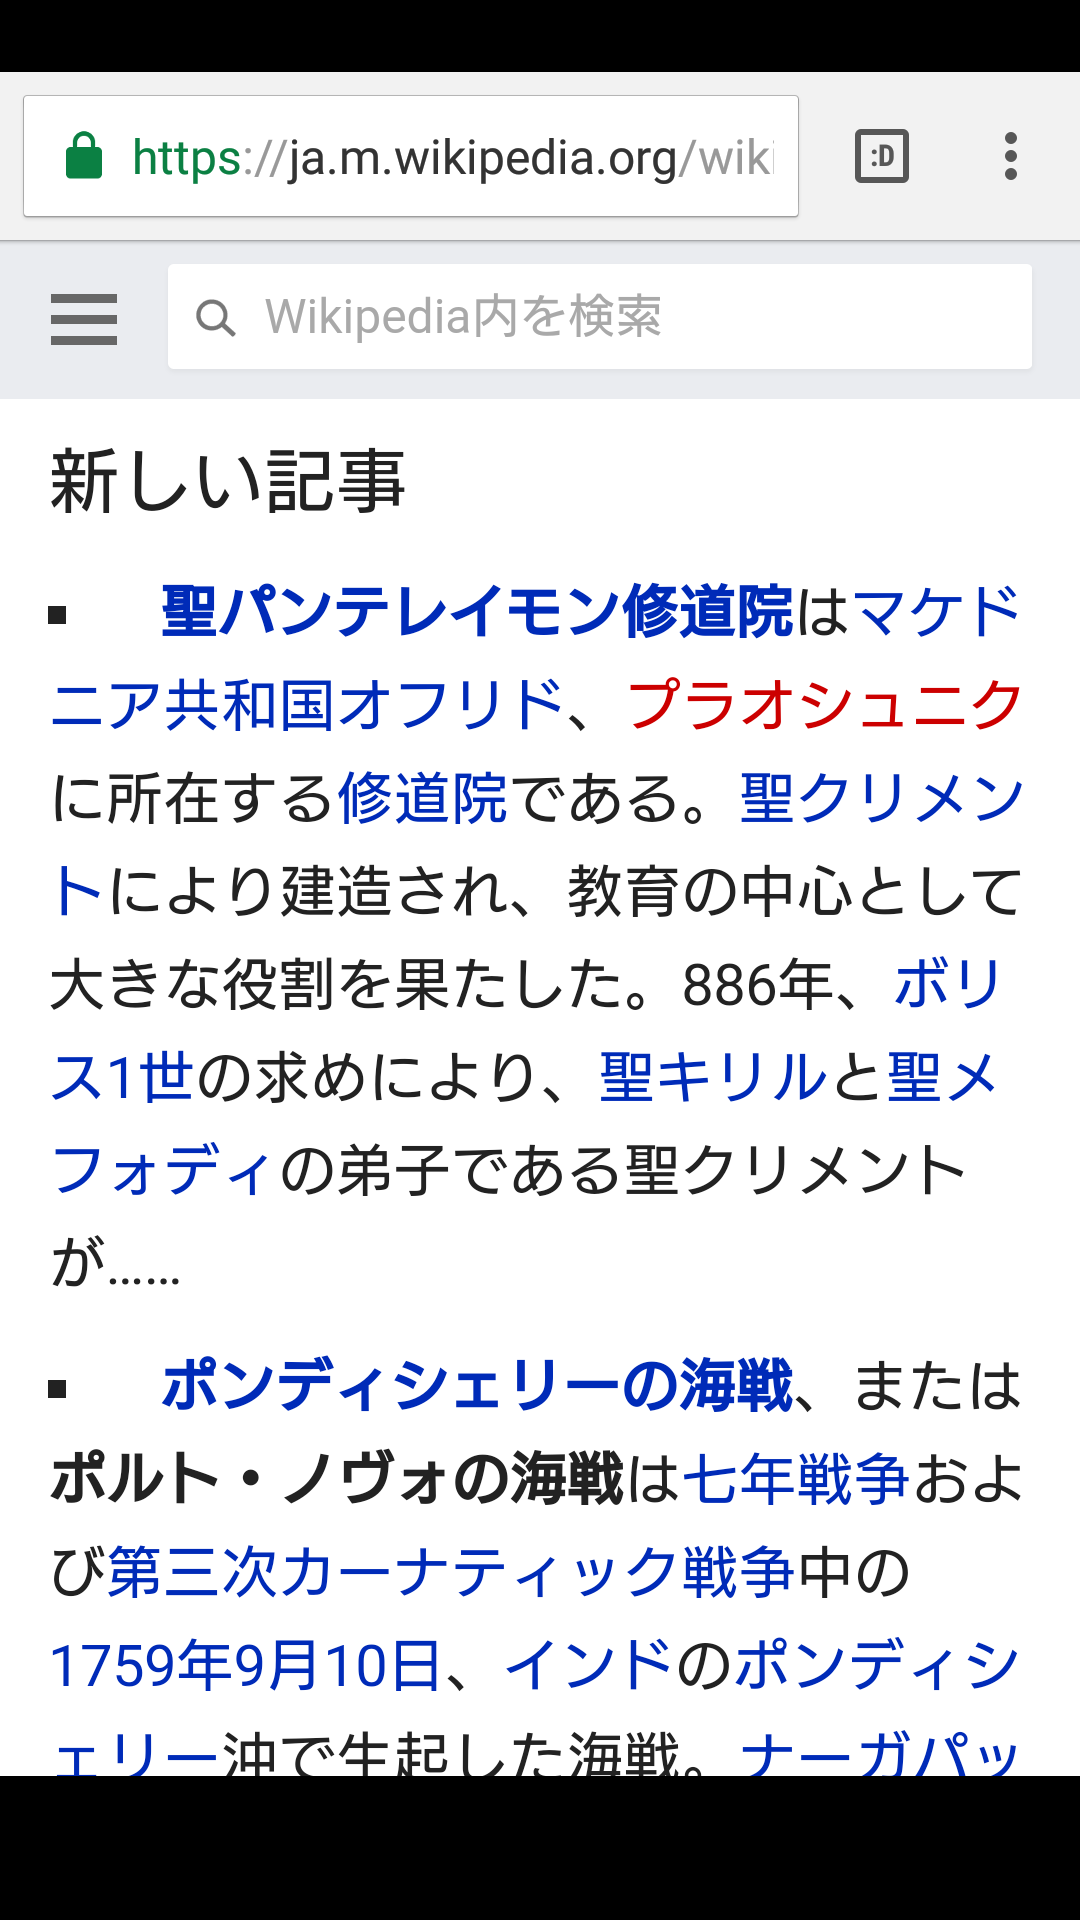 https://ja.m.wikipedia.org/wiki
:D
Wikipedia内を検索
新しい記事
聖パンテレイモン修道院はマケド
ニア共和国オフリド、プラオシュニク
に所在する修道院である。聖クリメン
トにより建造され、教育の中心として
大きな役割を果たした。886年、ボリ
ス1世の求めにより、聖キリルと聖メ
フォディの弟子である聖クリメント
が……
ポンディシェリーの海戦、または
ポルト・ノヴォの海戦は七年戦争およ
び第三次カーナティック戦争中の
1759年9月10日、インドのポンディシ
ェリー沖で生起した海戦。ナーガパッ